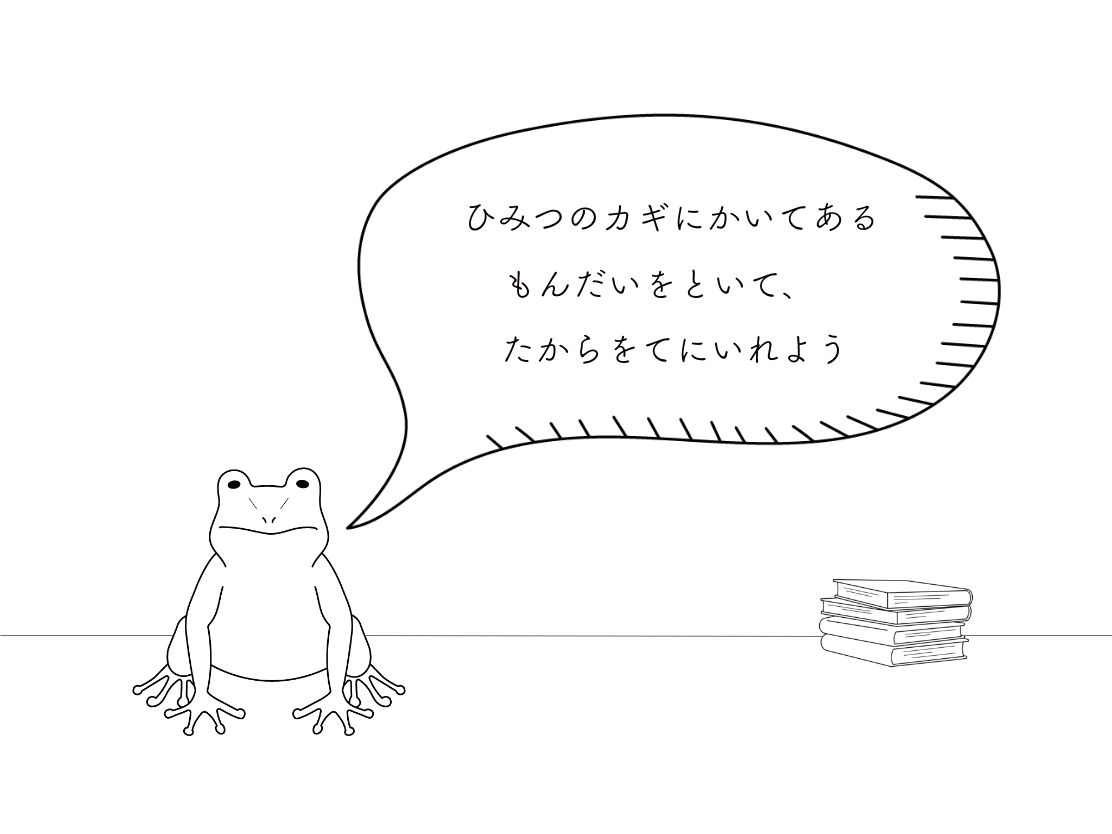 ひみつのカギにかいてある
もんだいをといて、
たからをてにいれよう